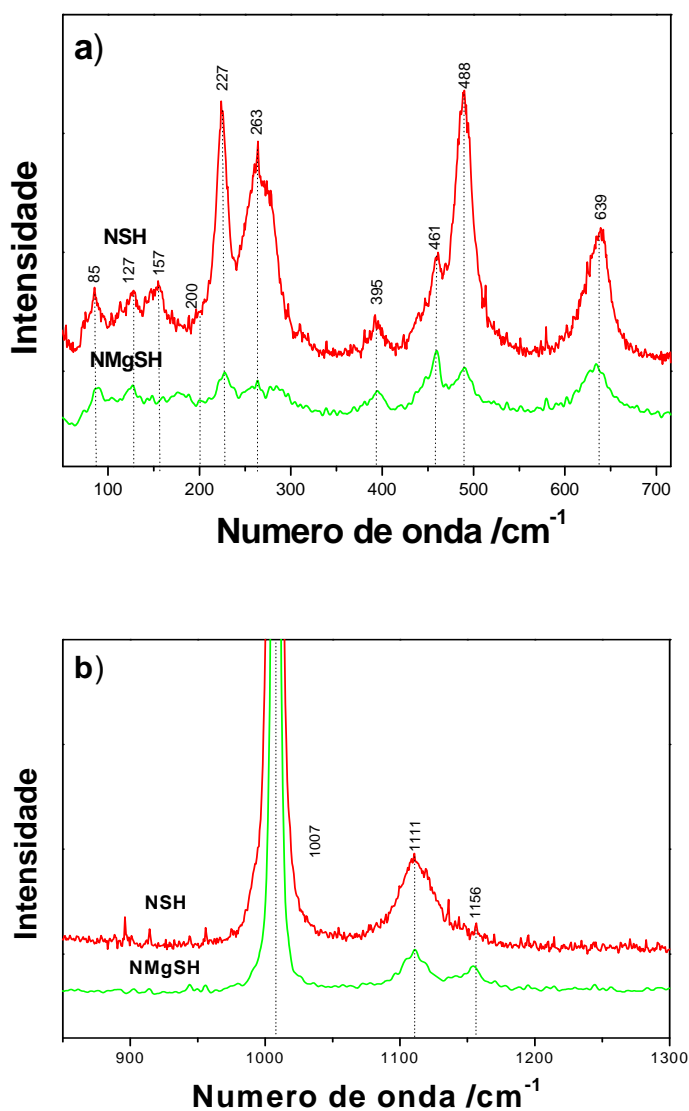 a)
Intensidade
NSH
NMgSH
85
127
157
200
227
263
395
461
488
639
100 200 300 400 500 600 700
Numero de onda /cm-1
b)
Intensidade
NSH
NMgSH
1007
1111
1156
900 1000 1100 1200 1300
Numero de onda /cm-1